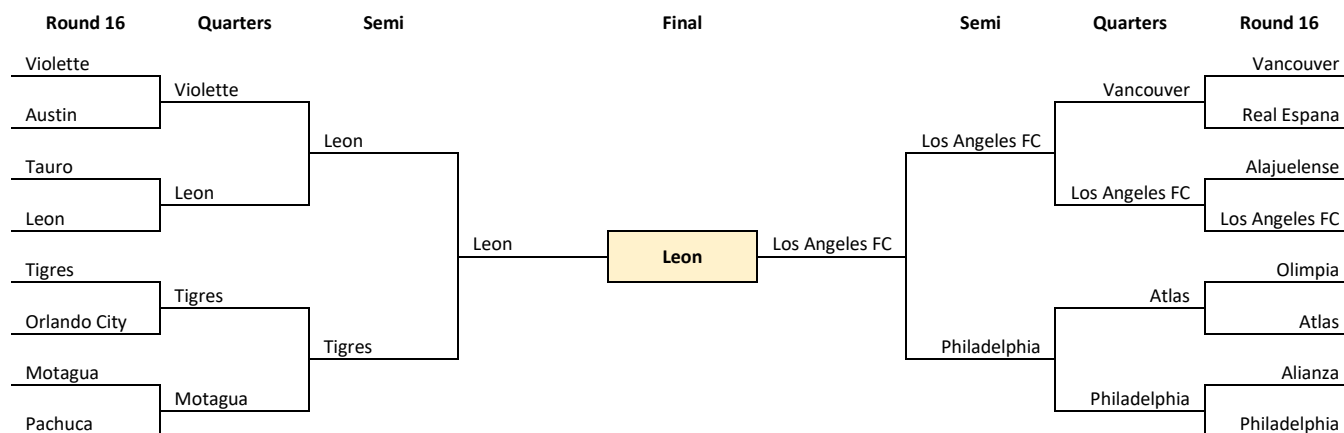 Round 16 Quarters Semi Final Semi Quarters Round 16
Violette Vancouver
Violette Vancouver
Austin Real Espana
Leon Los Angeles FC
Tauro Alajuelense
Leon Los Angeles FC
Leon Los Angeles FC
Leon Leon Los Angeles FC
Tigres Olimpia
Tigres Atlas
Orlando City Atlas
Tigres Philadelphia
Motagua Alianza
Motagua Philadelphia
Pachuca Philadelphia